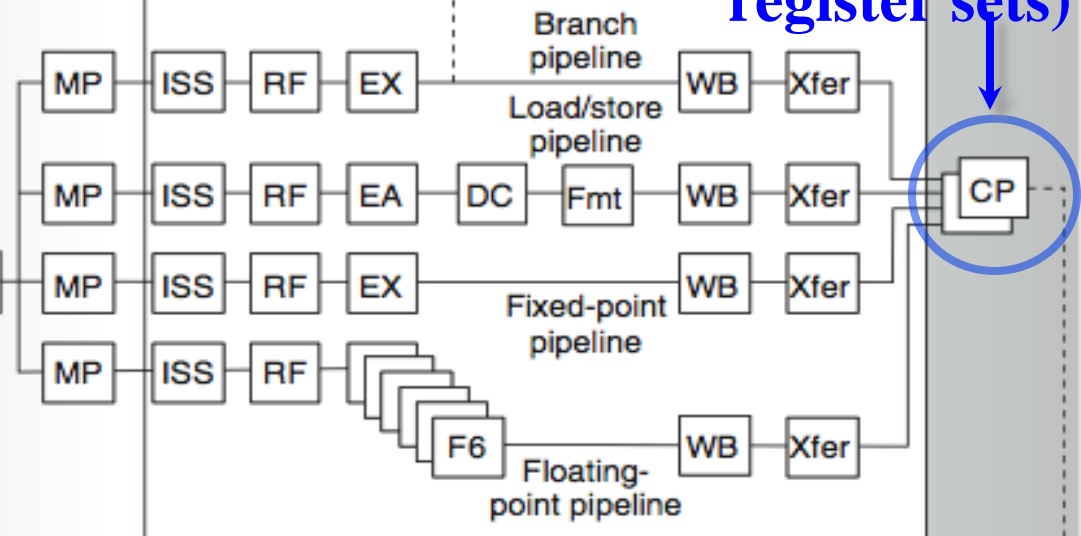 register sets)
Branch
pipeline
MP ISS RF EX WB Xfer
Load/store
pipeline
MP ISS RF EA DC Fmt WB Xfer
CP
MP ISS RF EX WB Xfer
Fixed-point
pipeline
MP ISS RF
F6 WB Xfer
Floating-
point pipeline